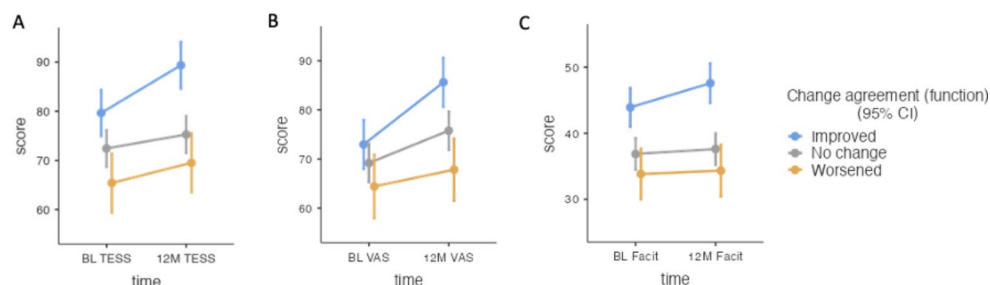 A
score
90
80
70
60
BL TESS
12M TESS
time
B
score
90
80
70
60
BL VAS
12M VAS
time
C
score
50
40
30
BL Facit
12M Facit
time
Change agreement (function)
(95% CI)
Improved
No change
Worsened